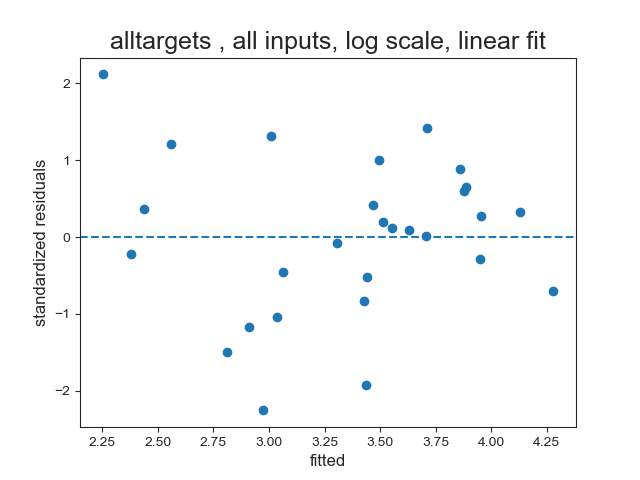 alltargets , all inputs, log scale, linear fit
standardized residuals
2
1
0
−1
−2
2.25 2.50 2.75 3.00 3.25 3.50 3.75 4.00 4.25
fitted